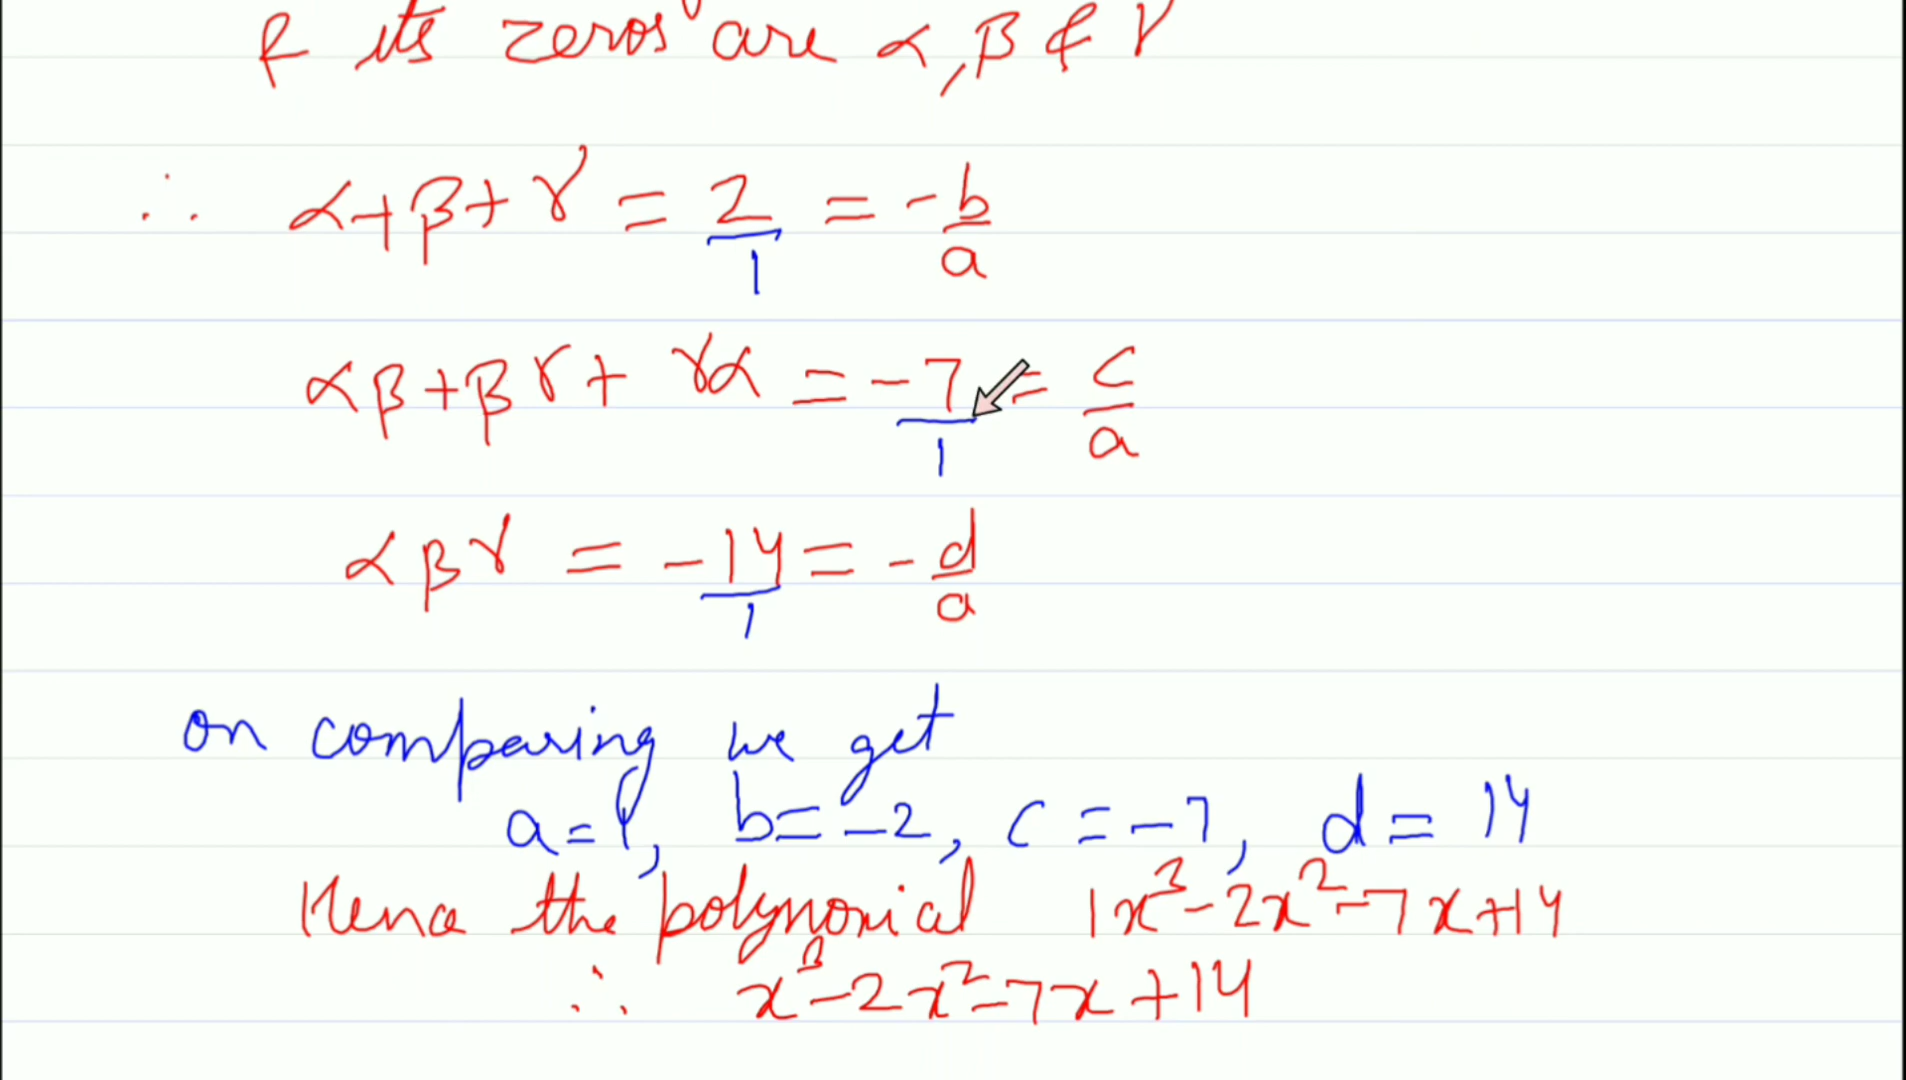 & its zeros are α, β & γ
∴ α+β+γ = 2/1 = -b/a
αβ+βγ+γα = -7/1 = c/a
αβγ = -14/1 = -d/a
on comparing we get
a=1, b=-2, c=-7, d=14
Hence the polynomial 1x³-2x²-7x+14
∴ x³-2x²-7x+14